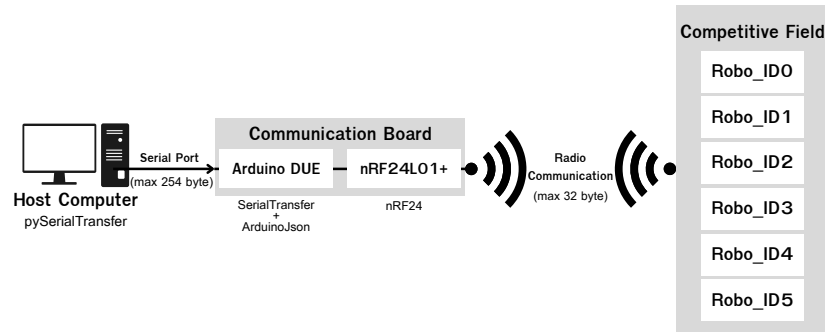 Host Computer
pySerialTransfer
Serial Port
(max 254 byte)
Communication Board
Arduino DUE
nRF24L01+
SerialTransfer
+
ArduinoJson
nRF24
Radio
Communication
(max 32 byte)
Competitive Field
Robo_ID0
Robo_ID1
Robo_ID2
Robo_ID3
Robo_ID4
Robo_ID5